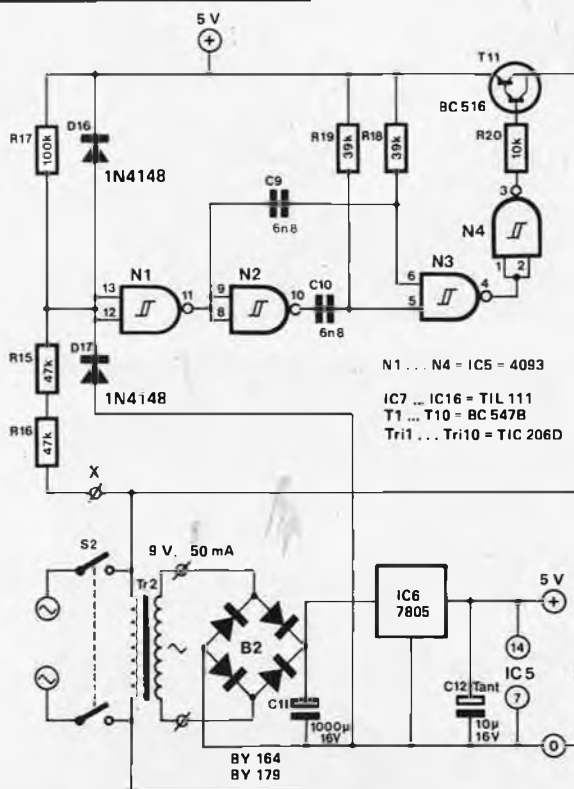 5 V
+
T11
BC 516
R17
100k
D16
1N4148
R19
39k
R18
39k
R20
10k
C9
6n8
3
N4
1
2
N1
13
12
11
N2
9
8
10
C10
6n8
N3
6
5
4
R15
47k
D17
1N4148
R16
47k
N1 ... N4 = IC5 = 4093
IC7 ... IC16 = TIL 111
T1 ... T10 = BC 547B
Tri1 ... Tri10 = TIC 206D
X
S2
9 V. 50 mA
Tr2
B2
IC6
7805
5 V
+
14
IC5
7
C11
1000µ
16V
C12 Tant
10µ
16V
0
BY 164
BY 179